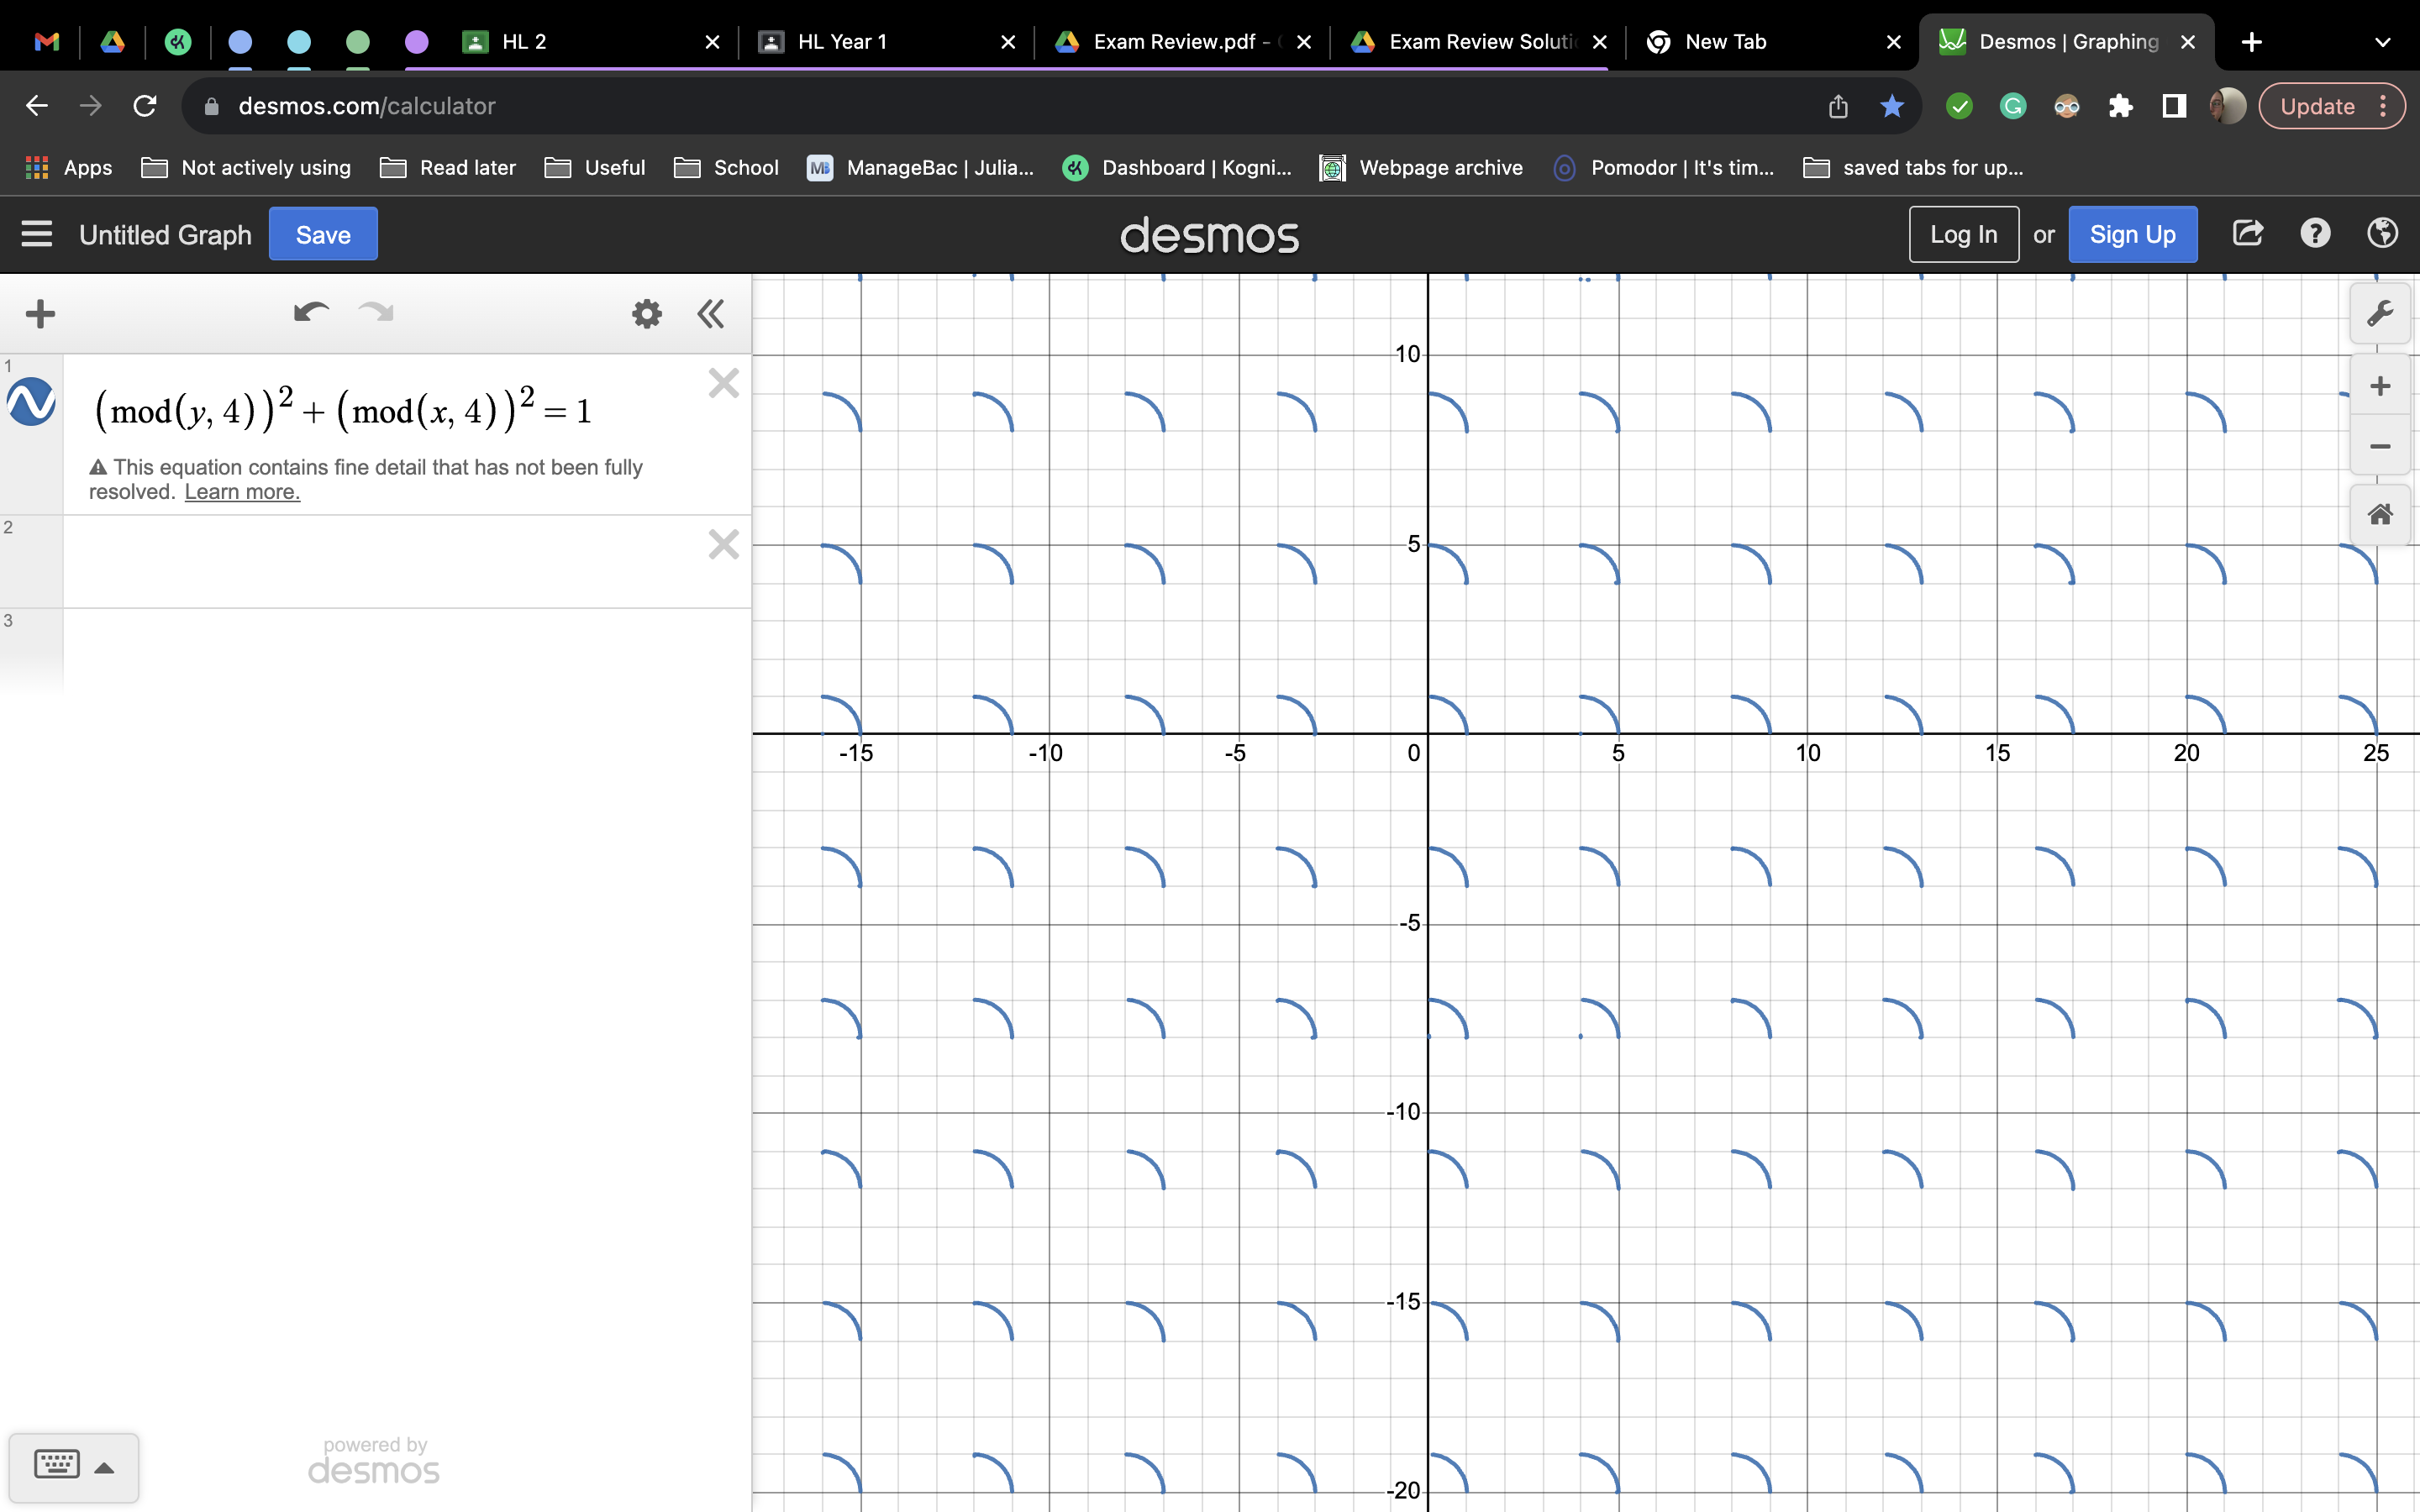 HL 2
HL Year 1
Exam Review.pdf -
Exam Review Soluti
New Tab
Desmos | Graphing
desmos.com/calculator
Update
Apps
Not actively using
Read later
Useful
School
ManageBac | Julia...
Dashboard | Kogni...
Webpage archive
Pomodor | It's tim...
saved tabs for up...
Untitled Graph
Save
desmos
Log In or Sign Up
1
(mod(y, 4))² + (mod(x, 4))² = 1
This equation contains fine detail that has not been fully
resolved. Learn more.
2
3
10
5
-15 -10 -5 0 5 10 15 20 25
-5
-10
-15
-20
powered by
desmos